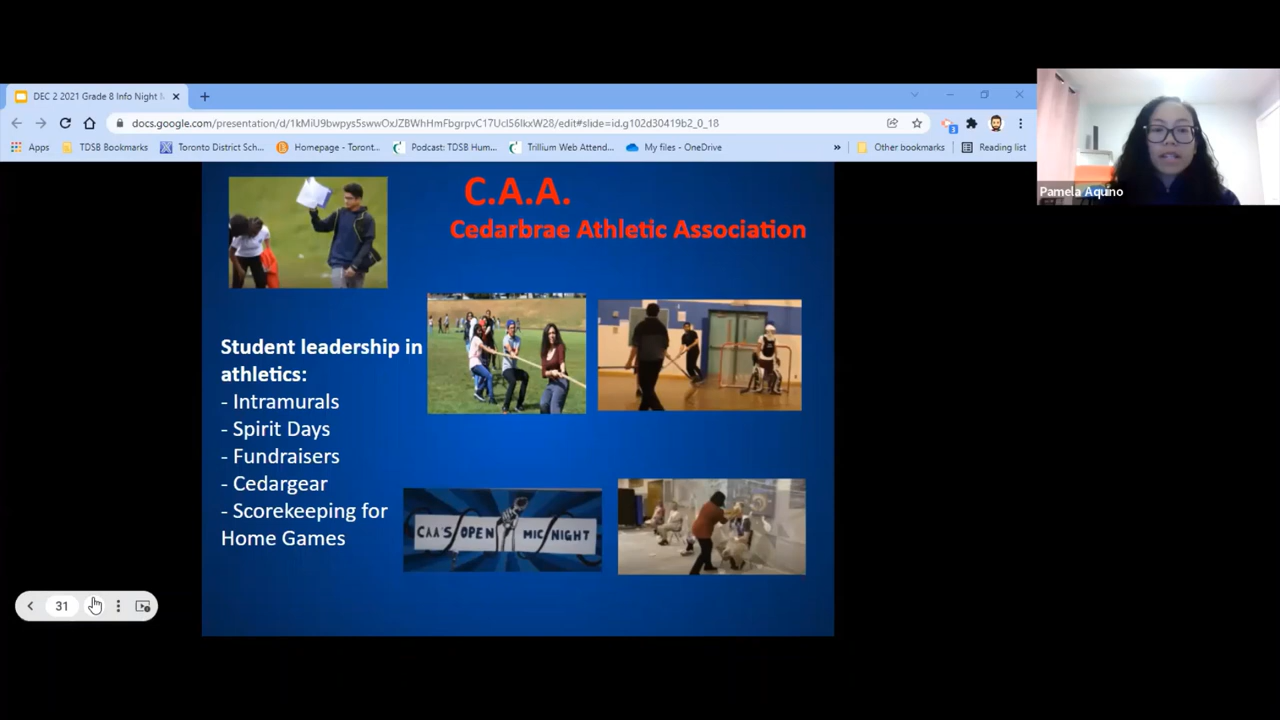 DEC 2 2021 Grade 8 Info Night
docs.google.com/presentation/d/1kMiU9bwpys5swwOxJZBWhHmFbgrpvC17UcI56IkxW28/edit#slide=id.g102d30419b2_0_18
3
Apps TDSB Bookmarks Toronto District Sch... Homepage - Toront... Podcast: TDSB Hum... Trillium Web Attend... My files - OneDrive » Other bookmarks Reading list
Pamela Aquino
C.A.A.
Cedarbrae Athletic Association
Student leadership in
athletics:
- Intramurals
- Spirit Days
- Fundraisers
- Cedargear
- Scorekeeping for
Home Games
CAA'S OPEN MIC NIGHT
31